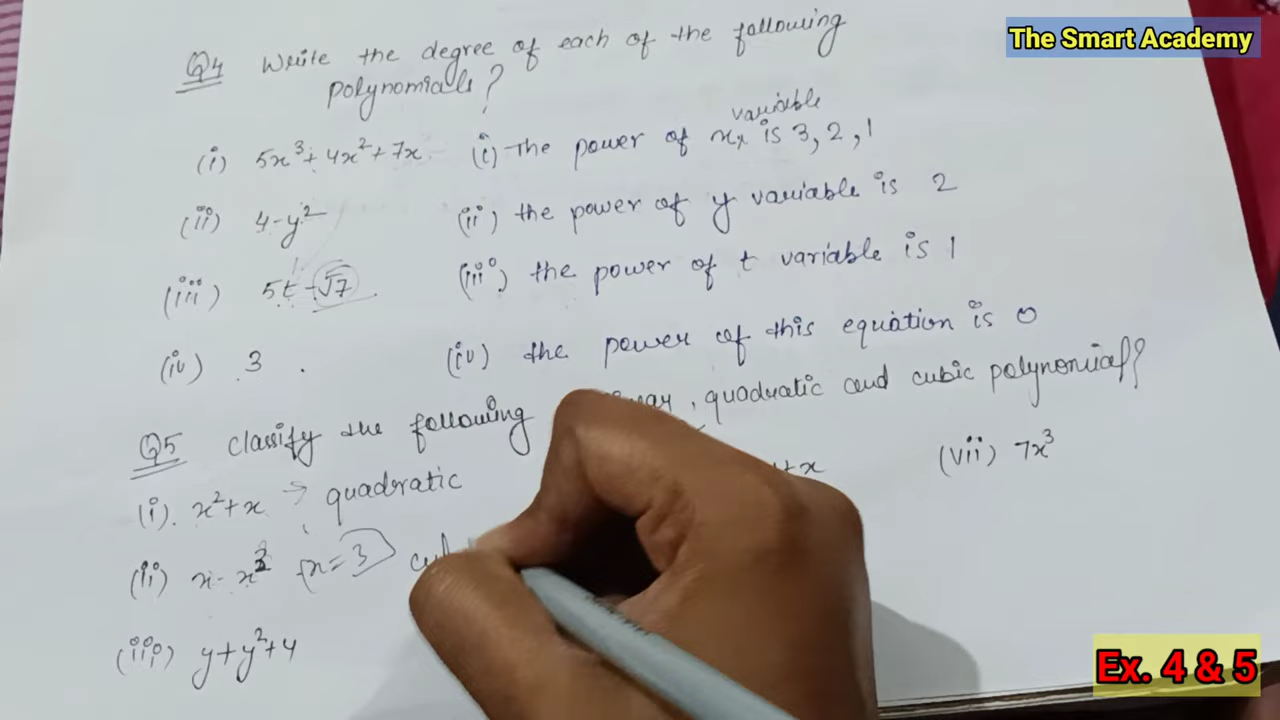 The Smart Academy
Q4 Write the degree of each of the following
polynomials?
(i) 5x³+4x²+7x (i) The power of x variable is 3, 2, 1
(ii) 4-y² (ii) the power of y variable is 2
(iii) 5t-√7 (iii) the power of t variable is 1
(iv) 3. (iv) the power of this equation is 0
Q5 Classify the following , quadratic and cubic polynomial?
(i). x²+x → quadratic +x (vii) 7x³
(ii) x-x³ x=3
(iii) y+y²+4
Ex. 4 & 5